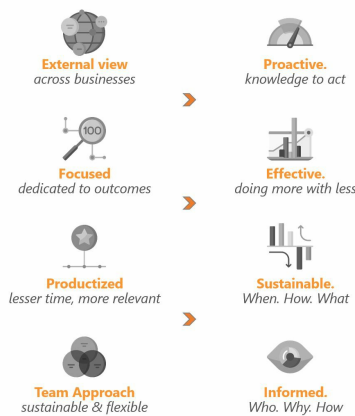 External view
across businesses
Proactive.
knowledge to act
100
Focused
dedicated to outcomes
Effective.
doing more with less
Productized
lesser time, more relevant
Sustainable.
When. How. What
Team Approach
sustainable & flexible
Informed.
Who. Why. How